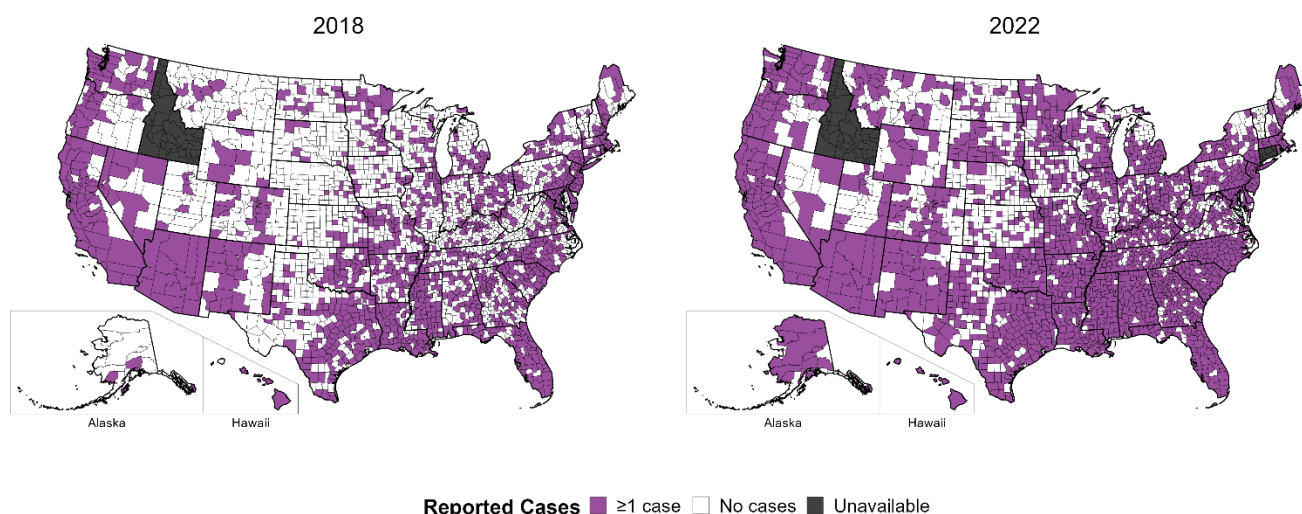 2018
2022
Alaska
Hawaii
Alaska
Hawaii
Reported Cases ≥1 case No cases Unavailable